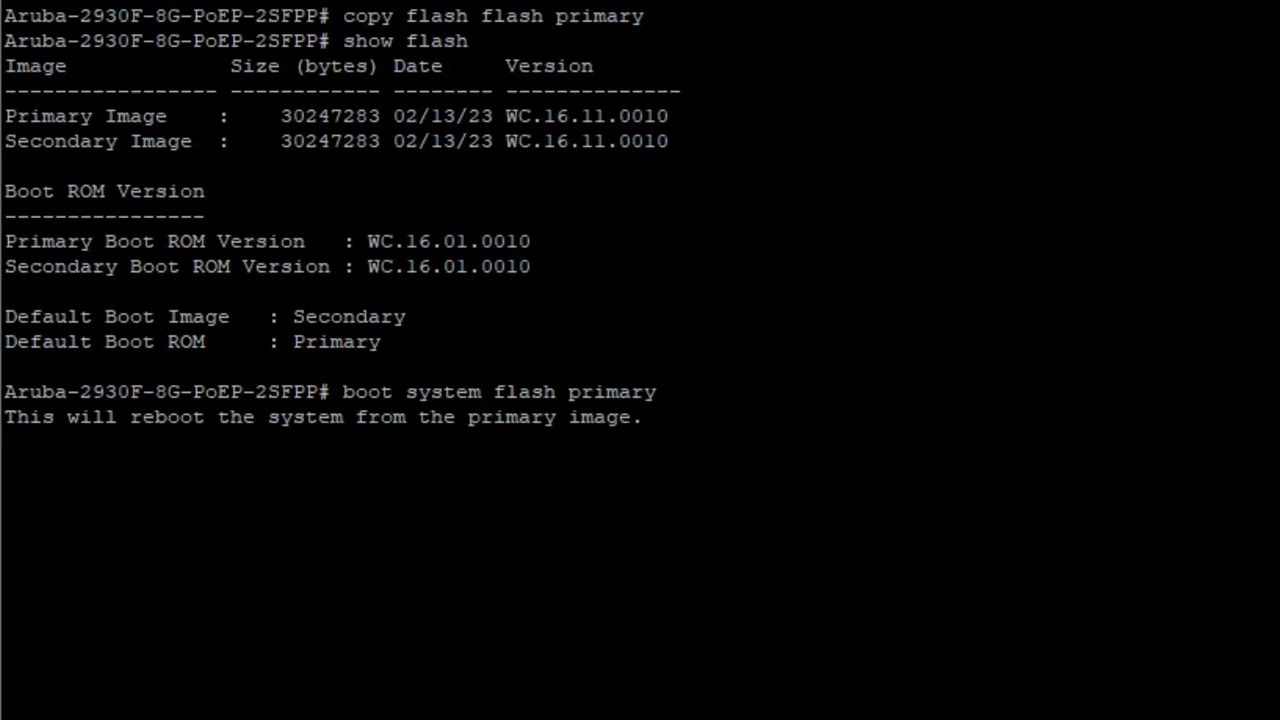 Aruba-2930F-8G-PoEP-2SFPP# copy flash flash primary
Aruba-2930F-8G-PoEP-2SFPP# show flash
Image             Size (bytes) Date     Version
----------------- ------------ -------- --------------
Primary Image    :    30247283 02/13/23 WC.16.11.0010
Secondary Image  :    30247283 02/13/23 WC.16.11.0010
Boot ROM Version
----------------
Primary Boot ROM Version   : WC.16.01.0010
Secondary Boot ROM Version : WC.16.01.0010
Default Boot Image   : Secondary
Default Boot ROM     : Primary
Aruba-2930F-8G-PoEP-2SFPP# boot system flash primary
This will reboot the system from the primary image.